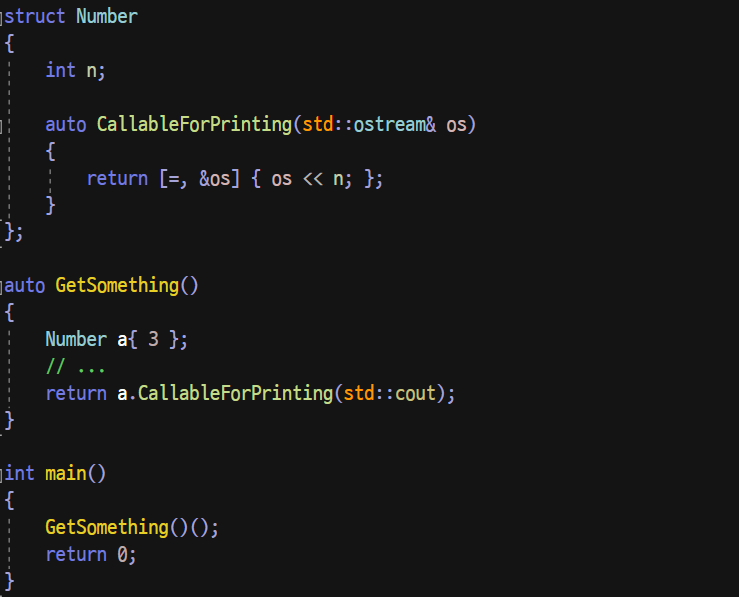 struct Number
{
    int n;
    auto CallableForPrinting(std::ostream& os)
    {
        return [=, &os] { os << n; };
    }
};
auto GetSomething()
{
    Number a{ 3 };
    // ...
    return a.CallableForPrinting(std::cout);
}
int main()
{
    GetSomething()();
    return 0;
}